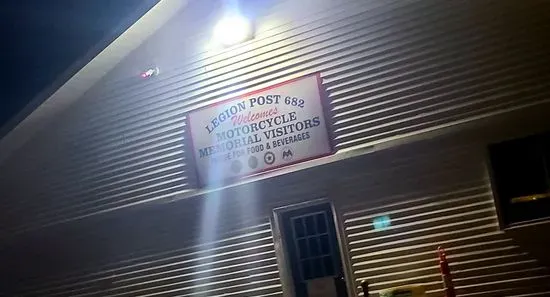 LEGION POST 682
Welcomes
MOTORCYCLE
MEMORIAL VISITORS
FOR FOOD & BEVERAGES